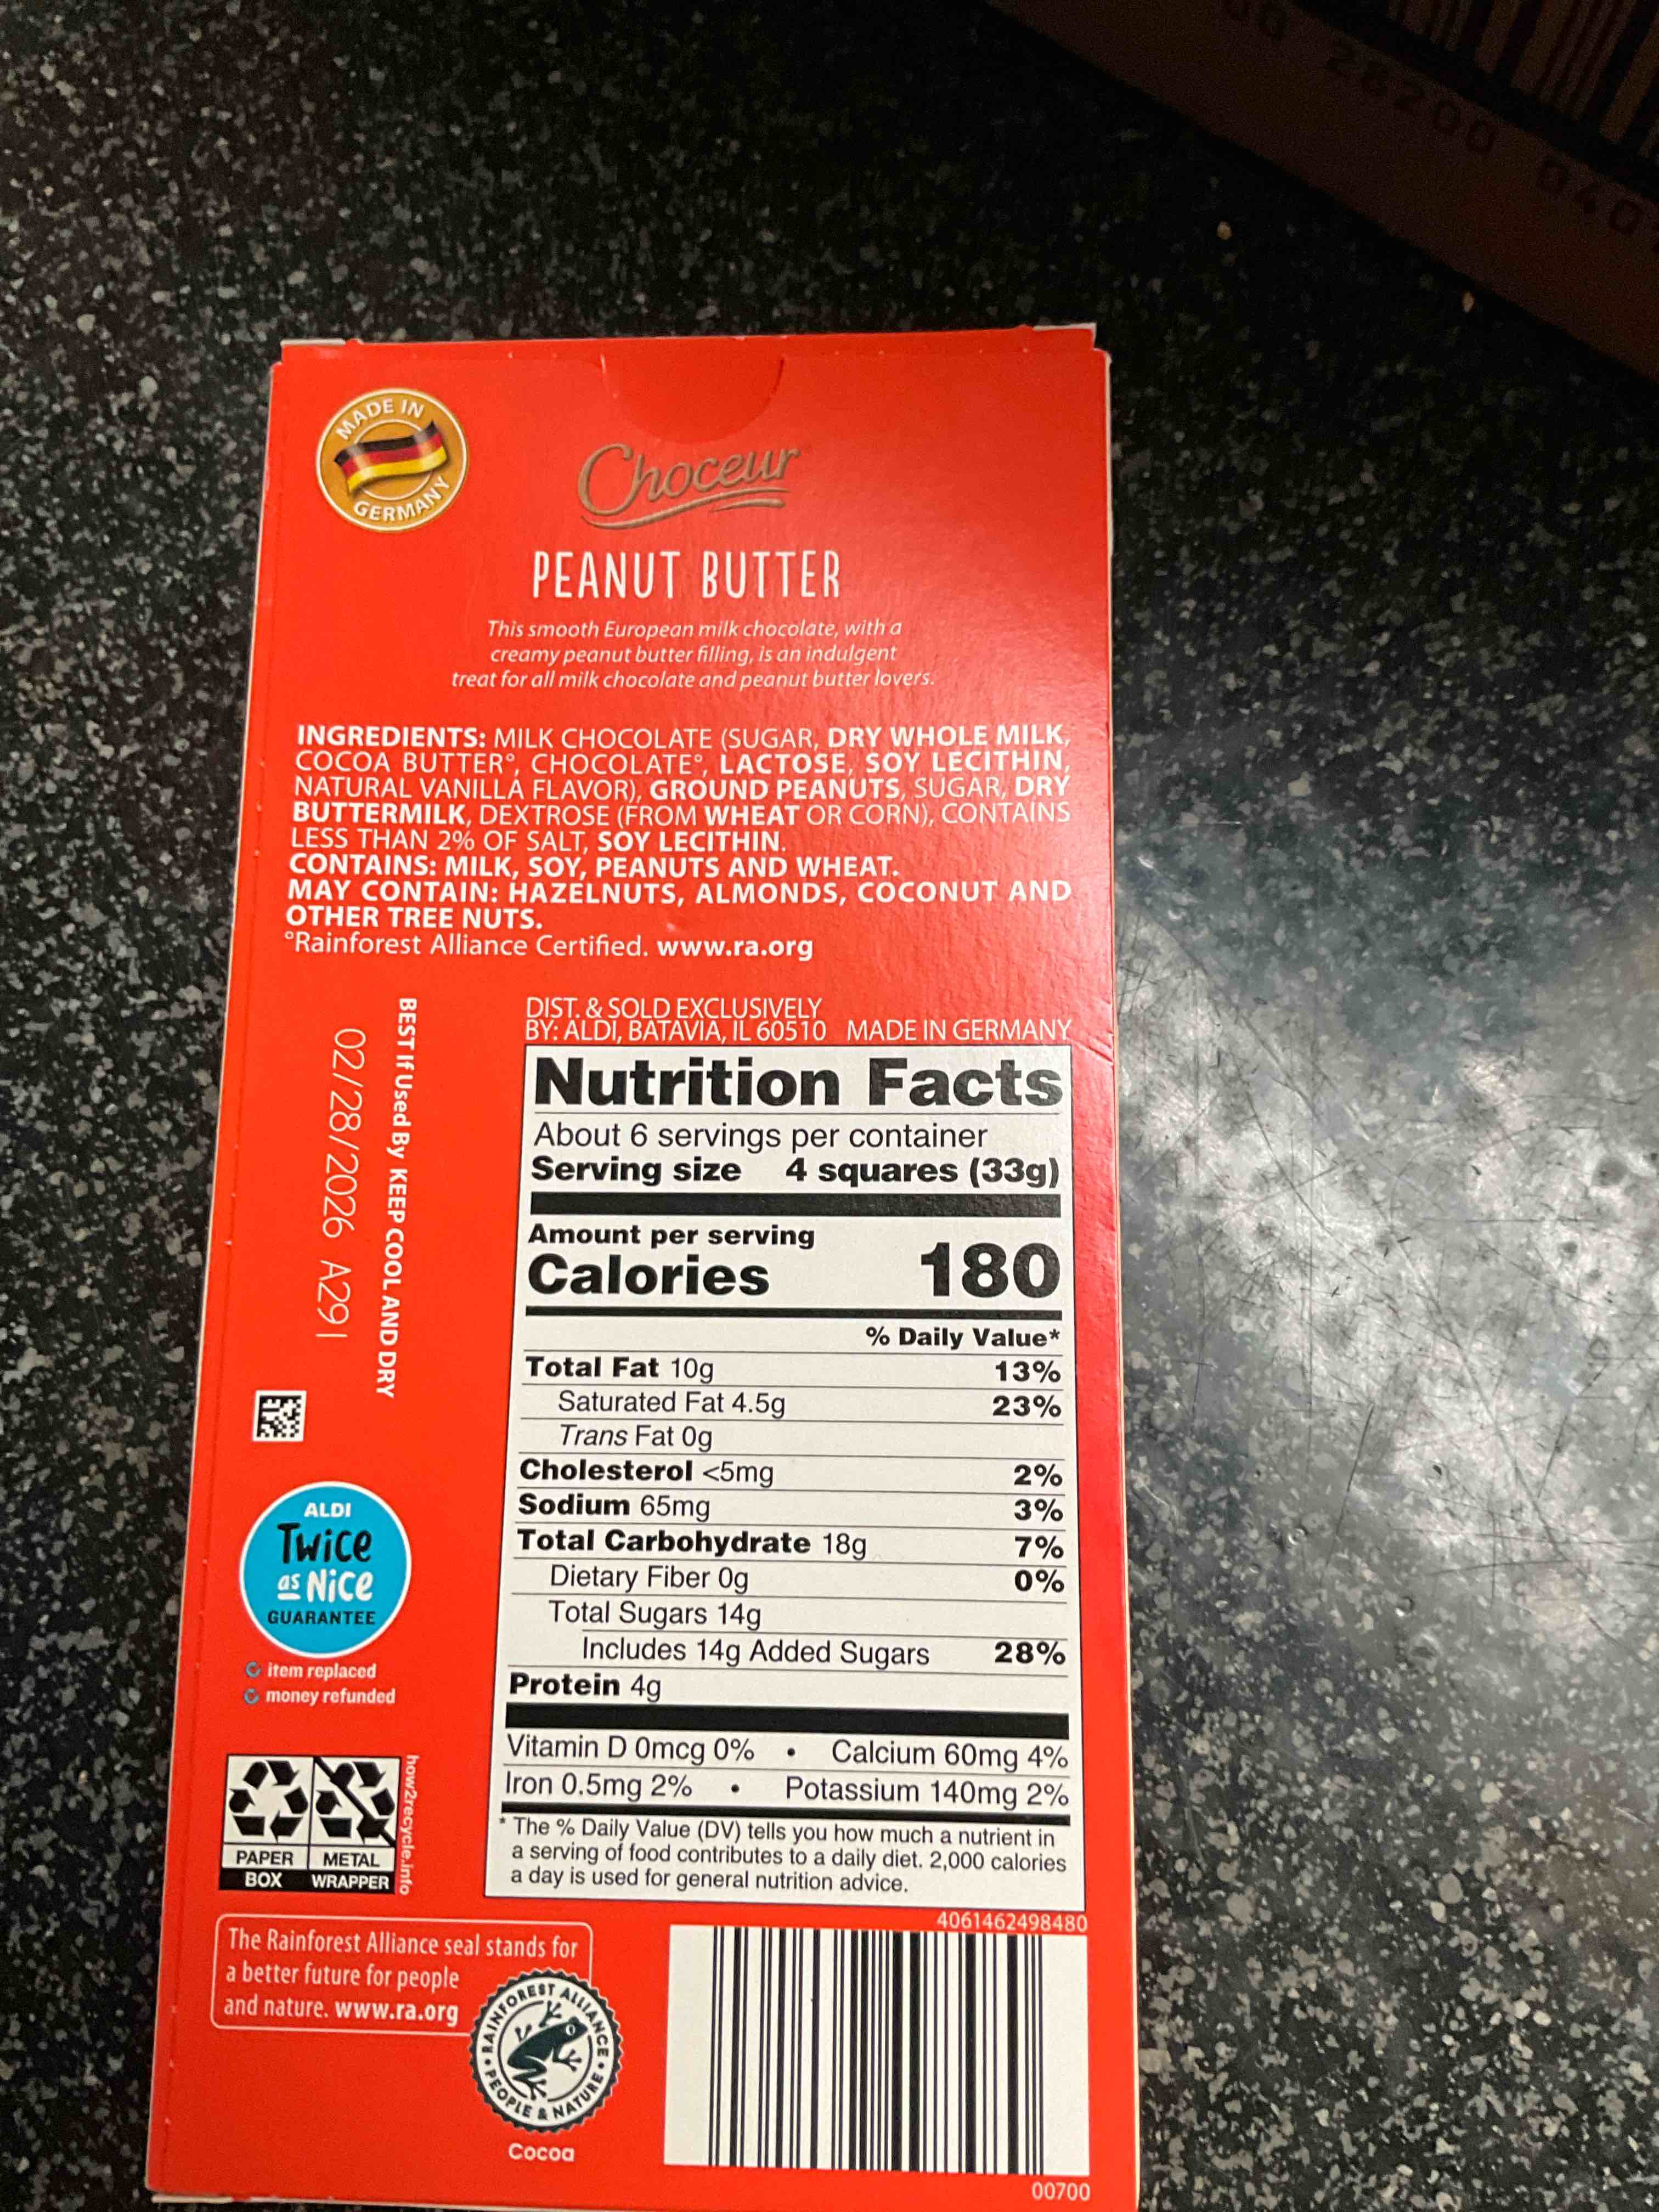 MADE IN
GERMANY
Choceur
PEANUT BUTTER
This smooth European milk chocolate, with a
creamy peanut butter filling, is an indulgent
treat for all milk chocolate and peanut butter lovers.
INGREDIENTS: MILK CHOCOLATE (SUGAR, DRY WHOLE MILK,
COCOA BUTTER°, CHOCOLATE°, LACTOSE, SOY LECITHIN,
NATURAL VANILLA FLAVOR), GROUND PEANUTS, SUGAR, DRY
BUTTERMILK, DEXTROSE (FROM WHEAT OR CORN), CONTAINS
LESS THAN 2% OF SALT, SOY LECITHIN.
CONTAINS: MILK, SOY, PEANUTS AND WHEAT.
MAY CONTAIN: HAZELNUTS, ALMONDS, COCONUT AND
OTHER TREE NUTS.
°Rainforest Alliance Certified. www.ra.org
BEST If Used By KEEP COOL AND DRY
02/28/2026 A291
DIST. & SOLD EXCLUSIVELY
BY: ALDI, BATAVIA, IL 60510 MADE IN GERMANY
Nutrition Facts
About 6 servings per container
Serving size 4 squares (33g)
Amount per serving
Calories 180
% Daily Value*
Total Fat 10g 13%
Saturated Fat 4.5g 23%
Trans Fat 0g
Cholesterol <5mg 2%
Sodium 65mg 3%
Total Carbohydrate 18g 7%
Dietary Fiber 0g 0%
Total Sugars 14g
Includes 14g Added Sugars 28%
Protein 4g
Vitamin D 0mcg 0% • Calcium 60mg 4%
Iron 0.5mg 2% • Potassium 140mg 2%
* The % Daily Value (DV) tells you how much a nutrient in
a serving of food contributes to a daily diet. 2,000 calories
a day is used for general nutrition advice.
ALDI
Twice
as Nice
GUARANTEE
item replaced
money refunded
PAPER METAL
BOX WRAPPER
how2recycle.info
The Rainforest Alliance seal stands for
a better future for people
and nature. www.ra.org
RAINFOREST ALLIANCE
PEOPLE & NATURE
Cocoa
4061462498480
00700